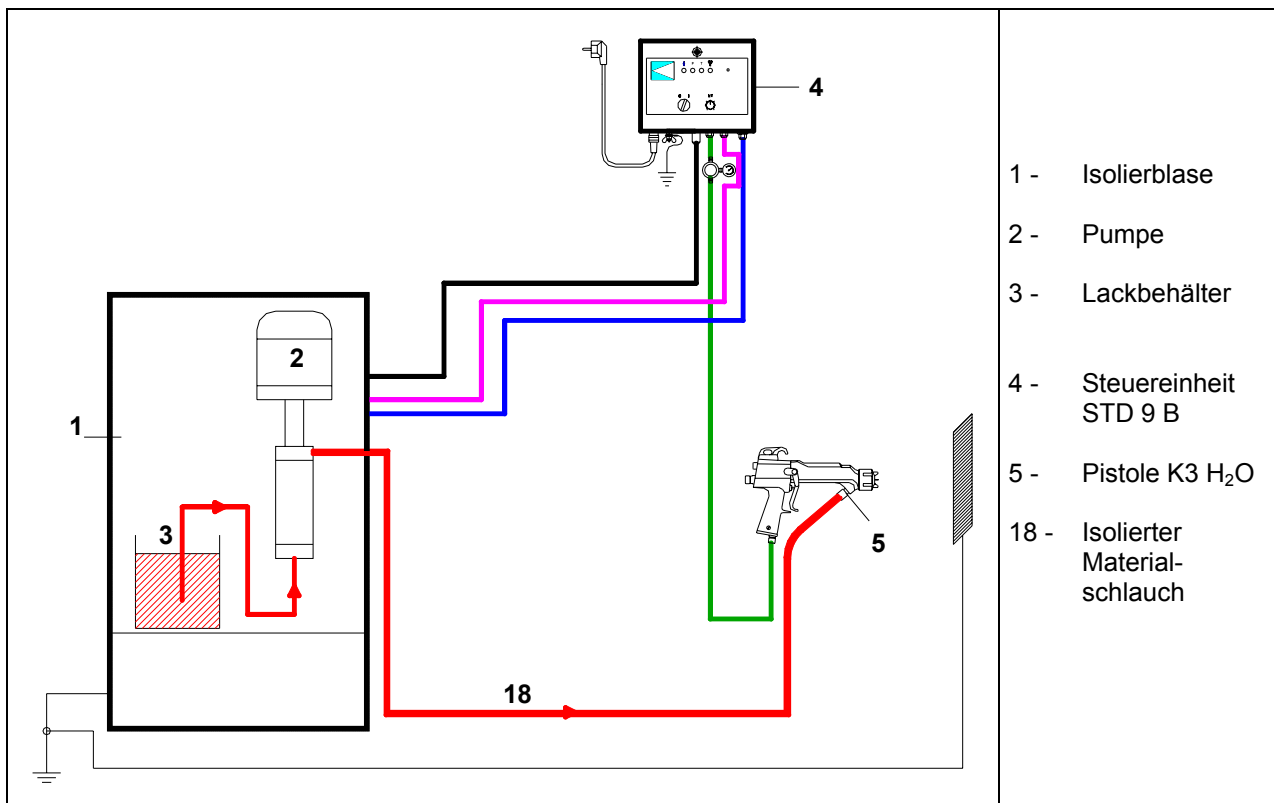 4
2
1
3
5
18
1 - Isolierblase
2 - Pumpe
3 - Lackbehälter
4 - Steuereinheit
STD 9 B
5 - Pistole K3 H₂O
18 - Isolierter
Material-
schlauch